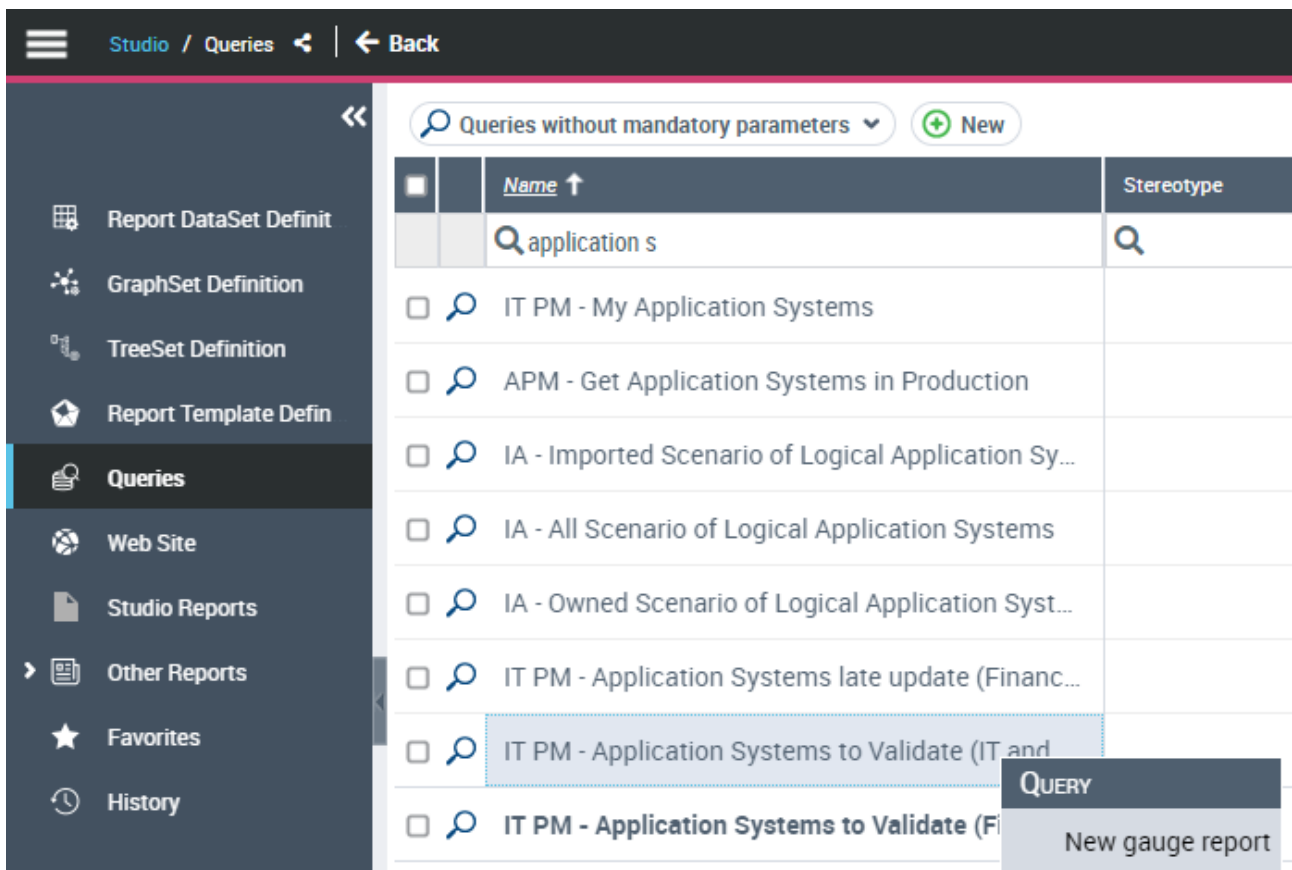 Studio / Queries Back
Queries without mandatory parameters New
Name Stereotype
application s
Report DataSet Definit
GraphSet Definition
TreeSet Definition
Report Template Defin
Queries
Web Site
Studio Reports
Other Reports
Favorites
History
IT PM - My Application Systems
APM - Get Application Systems in Production
IA - Imported Scenario of Logical Application Sy...
IA - All Scenario of Logical Application Systems
IA - Owned Scenario of Logical Application Syst...
IT PM - Application Systems late update (Financ...
IT PM - Application Systems to Validate (IT and
IT PM - Application Systems to Validate (Fi
QUERY
New gauge report